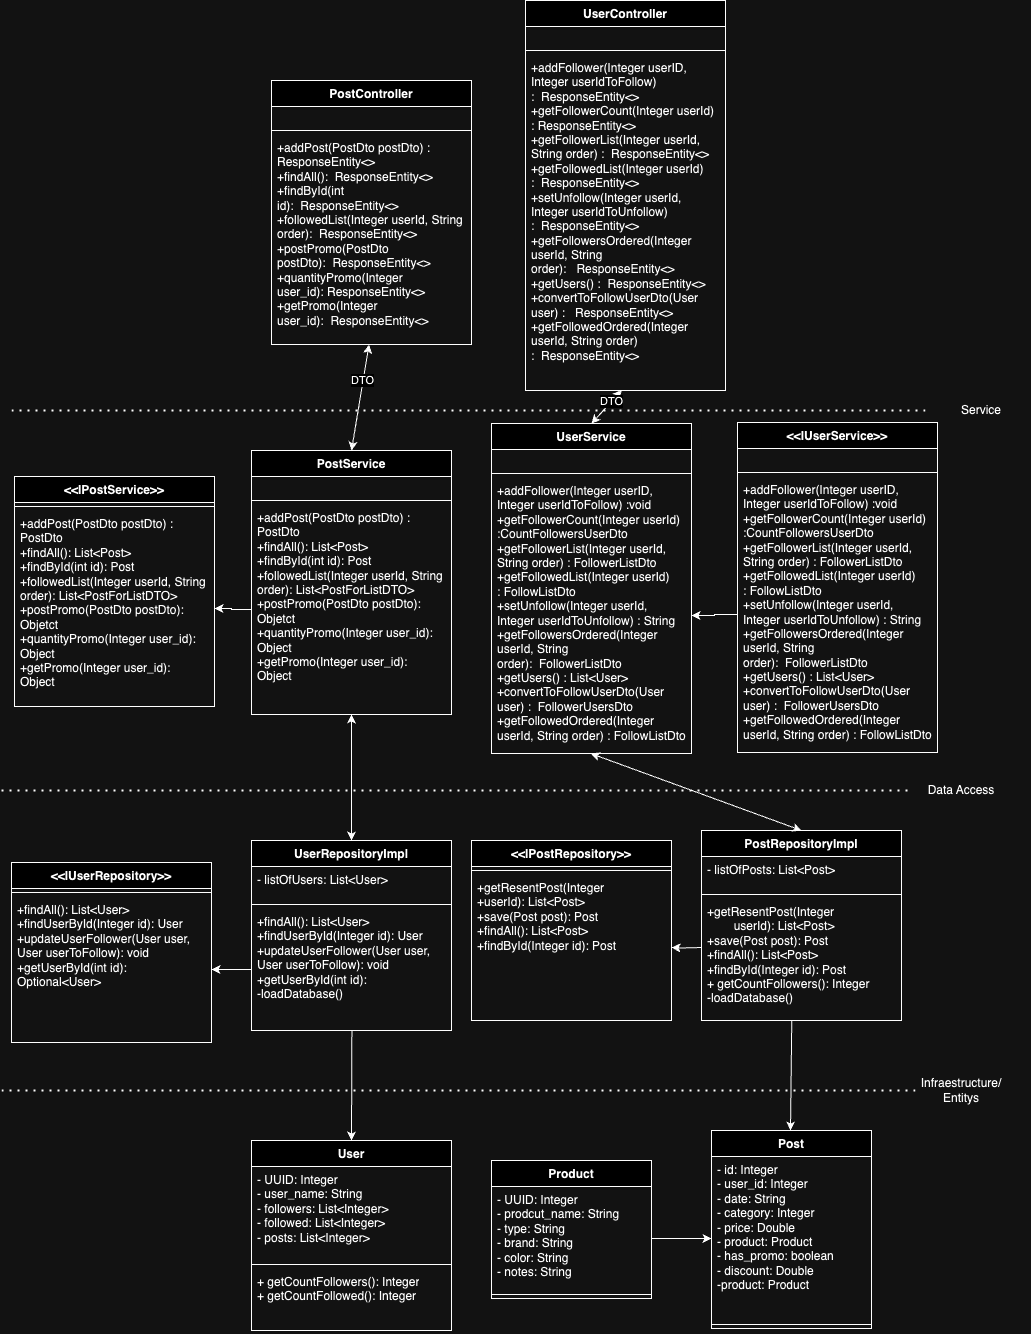 UserController
+addFollower(Integer userID,
Integer userIdToFollow)
: ResponseEntity<>
+getFollowerCount(Integer userId)
: ResponseEntity<>
+getFollowerList(Integer userId,
String order) : ResponseEntity<>
+getFollowedList(Integer userId)
: ResponseEntity<>
+setUnfollow(Integer userId,
Integer userIdToUnfollow)
: ResponseEntity<>
+getFollowersOrdered(Integer
userId, String
order): ResponseEntity<>
+getUsers() : ResponseEntity<>
+convertToFollowUserDto(User
user) : ResponseEntity<>
+getFollowedOrdered(Integer
userId, String order)
: ResponseEntity<>
PostController
+addPost(PostDto postDto) :
ResponseEntity<>
+findAll(): ResponseEntity<>
+findById(int
id): ResponseEntity<>
+followedList(Integer userId, String
order): ResponseEntity<>
+postPromo(PostDto
postDto): ResponseEntity<>
+quantityPromo(Integer
user_id): ResponseEntity<>
+getPromo(Integer
user_id): ResponseEntity<>
DTO
DTO
Service
<<IPostService>>
+addPost(PostDto postDto) :
PostDto
+findAll(): List<Post>
+findById(int id): Post
+followedList(Integer userId, String
order): List<PostForListDTO>
+postPromo(PostDto postDto):
Objetct
+quantityPromo(Integer user_id):
Object
+getPromo(Integer user_id):
Object
PostService
+addPost(PostDto postDto) :
PostDto
+findAll(): List<Post>
+findById(int id): Post
+followedList(Integer userId, String
order): List<PostForListDTO>
+postPromo(PostDto postDto):
Objetct
+quantityPromo(Integer user_id):
Object
+getPromo(Integer user_id):
Object
UserService
+addFollower(Integer userID,
Integer userIdToFollow) :void
+getFollowerCount(Integer userId)
:CountFollowersUserDto
+getFollowerList(Integer userId,
String order) : FollowerListDto
+getFollowedList(Integer userId)
: FollowListDto
+setUnfollow(Integer userId,
Integer userIdToUnfollow) : String
+getFollowersOrdered(Integer
userId, String
order): FollowerListDto
+getUsers() : List<User>
+convertToFollowUserDto(User
user) : FollowerUsersDto
+getFollowedOrdered(Integer
userId, String order) : FollowListDto
<<IUserService>>
+addFollower(Integer userID,
Integer userIdToFollow) :void
+getFollowerCount(Integer userId)
:CountFollowersUserDto
+getFollowerList(Integer userId,
String order) : FollowerListDto
+getFollowedList(Integer userId)
: FollowListDto
+setUnfollow(Integer userId,
Integer userIdToUnfollow) : String
+getFollowersOrdered(Integer
userId, String
order): FollowerListDto
+getUsers() : List<User>
+convertToFollowUserDto(User
user) : FollowerUsersDto
+getFollowedOrdered(Integer
userId, String order) : FollowListDto
Data Access
<<IUserRepository>>
+findAll(): List<User>
+findUserById(Integer id): User
+updateUserFollower(User user,
User userToFollow): void
+getUserById(int id):
Optional<User>
UserRepositoryImpl
- listOfUsers: List<User>
+findAll(): List<User>
+findUserById(Integer id): User
+updateUserFollower(User user,
User userToFollow): void
+getUserById(int id):
-loadDatabase()
<<IPostRepository>>
+getResentPost(Integer
+userId): List<Post>
+save(Post post): Post
+findAll(): List<Post>
+findById(Integer id): Post
PostRepositoryImpl
- listOfPosts: List<Post>
+getResentPost(Integer
userId): List<Post>
+save(Post post): Post
+findAll(): List<Post>
+findById(Integer id): Post
+ getCountFollowers(): Integer
-loadDatabase()
Infraestructure/
Entitys
User
- UUID: Integer
- user_name: String
- followers: List<Integer>
- followed: List<Integer>
- posts: List<Integer>
+ getCountFollowers(): Integer
+ getCountFollowed(): Integer
Product
- UUID: Integer
- prodcut_name: String
- type: String
- brand: String
- color: String
- notes: String
Post
- id: Integer
- user_id: Integer
- date: String
- category: Integer
- price: Double
- product: Product
- has_promo: boolean
- discount: Double
-product: Product